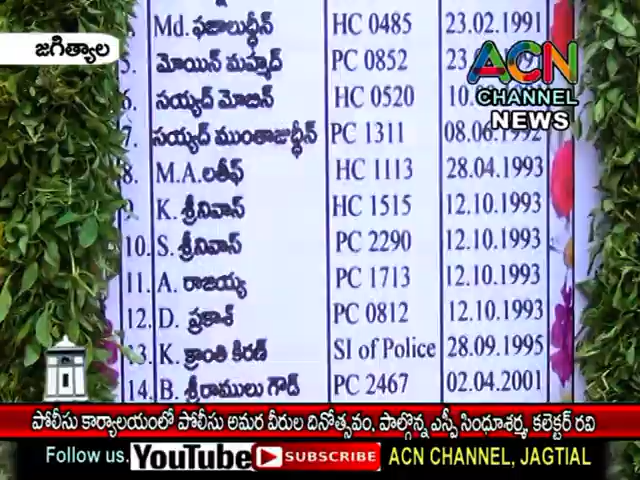 జగిత్యాల
ACN
CHANNEL
NEWS
Md. ఫజాలుద్ధీన్ HC 0485 23.02.1991
5. మోయిన్ మహ్మద్ PC 0852
6. సయ్యద్ మోబిన్ HC 0520
7. సయ్యద్ ముంతాజుద్ధీన్ PC 1311 08.06.1992
8. M.A.లతీఫ్ HC 1113 28.04.1993
9. K. శ్రీనివాస్ HC 1515 12.10.1993
10. S. శ్రీనివాస్ PC 2290 12.10.1993
11. A. రాజయ్య PC 1713 12.10.1993
12. D. ప్రకాశ్ PC 0812 12.10.1993
13. K. క్రాంతి కిరణ్ SI of Police 28.09.1995
14. B. శ్రీరాములు గౌడ్ PC 2467 02.04.2001
పోలీసు కార్యాలయంలో పోలీసు అమర వీరుల దినోత్సవం. పాల్గొన్న ఎస్పీ సింధూశర్మ, కలెక్టర్ రవి
Follow us. YouTube SUBSCRIBE ACN CHANNEL, JAGTIAL